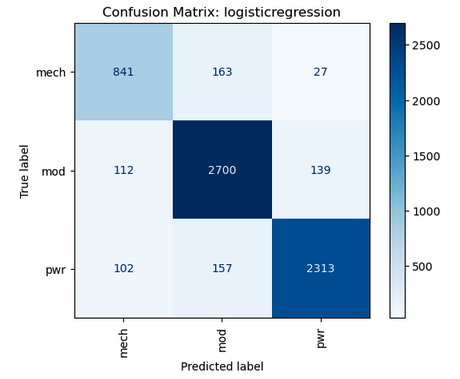 Confusion Matrix: logisticregression
True label
mech
841
163
27
mod
112
2700
139
pwr
102
157
2313
mech
mod
pwr
Predicted label
2500
2000
1500
1000
500